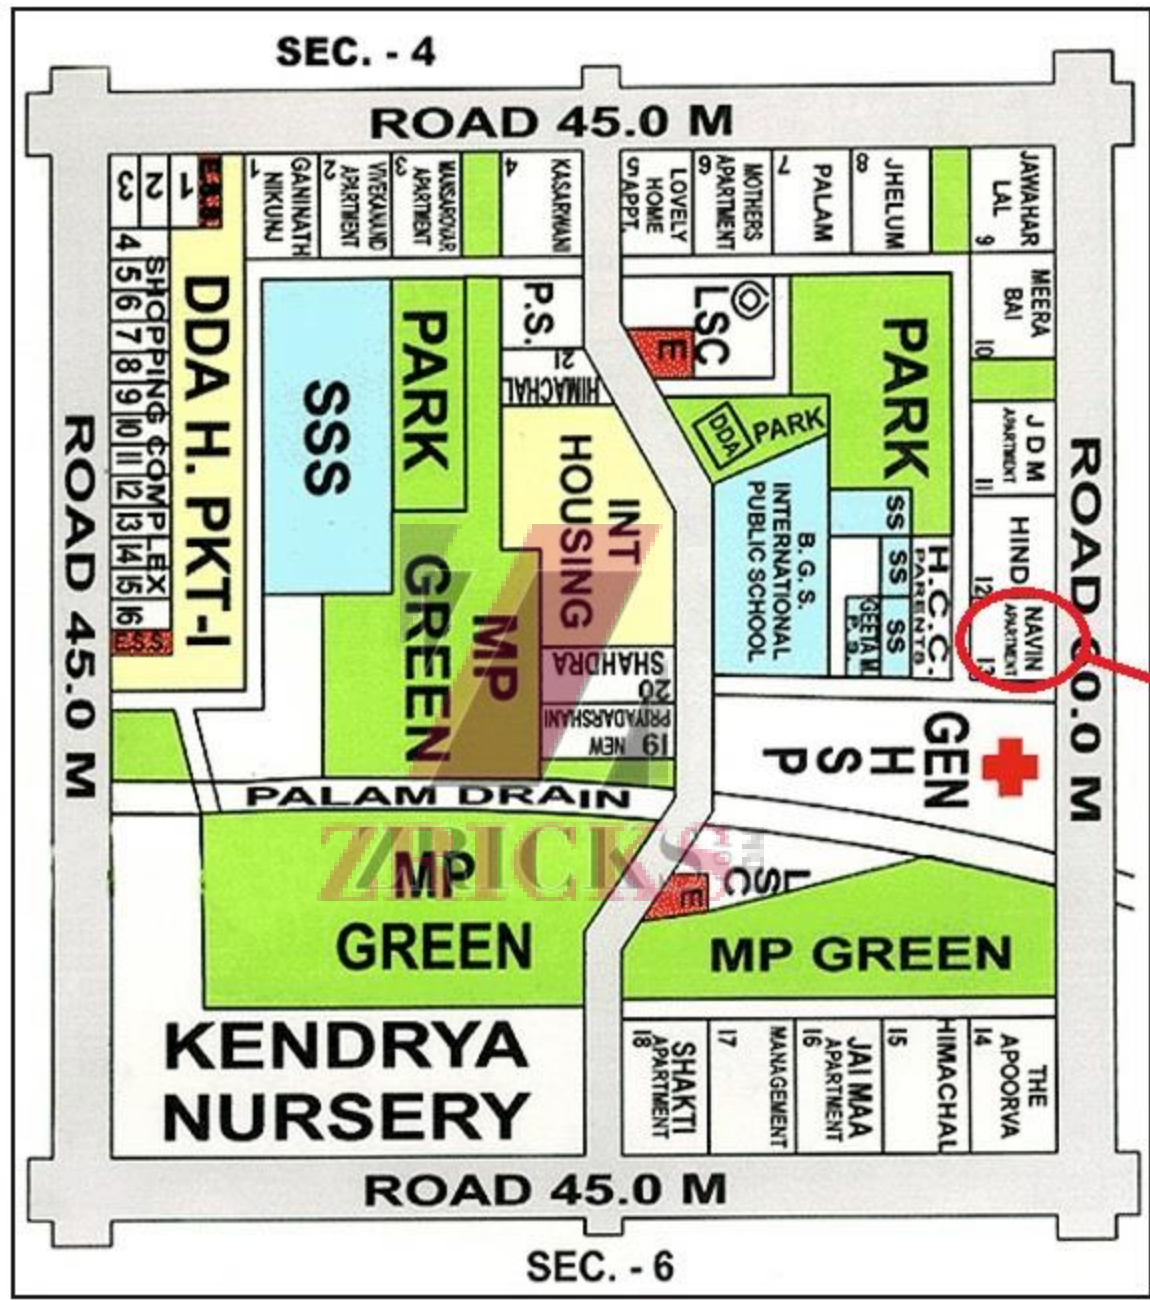 SEC. - 4
ROAD 45.0 M
3
2
1
1
GANINATH
NIKUNJ
2
VIVEKANAND
APARTMENT
3
MANSAROVAR
APARTMENT
4
KASARWANI
5
LOVELY
HOME
APPT.
6
MOTHERS
APARTMENT
7
PALAM
8
JHELUM
JAWAHAR
LAL
9
4
5
6
7
8
9
10
11
12
13
14
15
16
SHOPPING COMPLEX
ESS
DDA H. PKT-I
SSS
PARK
P.S.
21
HIMACHAL
LSC
E
PARK
MEERA
BAI
10
DDA
PARK
J D M
APARTMENT
11
INT
HOUSING
B. G. S.
INTERNATIONAL
PUBLIC SCHOOL
SS
SS
SS
GEETA M.
P. S.
H.C.C.
PARENTS
HIND
12
NAVIN
APARTMENT
13
ROAD 45.0 M
MP
GREEN
SHAHDRA
20
PRIYADARSHANI
NEW 19
GEN
H
S
P
PALAM DRAIN
ZRICKS
MP
GREEN
LSC
E
MP GREEN
KENDRYA
NURSERY
SHAKTI
APARTMENT
18
17
MANAGEMENT
JAI MAA
APARTMENT
16
15
HIMACHAL
14
THE
APOORVA
ROAD 45.0 M
SEC. - 6